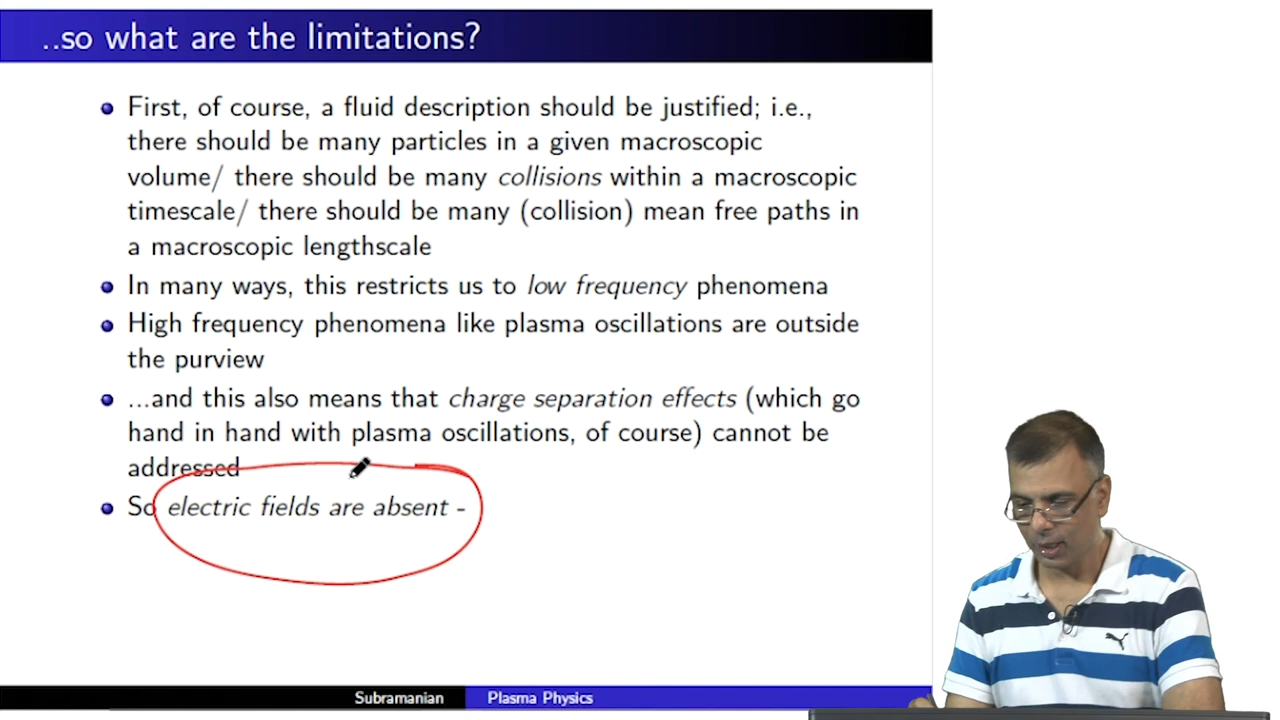 ..so what are the limitations?
First, of course, a fluid description should be justified; i.e.,
there should be many particles in a given macroscopic
volume/ there should be many collisions within a macroscopic
timescale/ there should be many (collision) mean free paths in
a macroscopic lengthscale
In many ways, this restricts us to low frequency phenomena
High frequency phenomena like plasma oscillations are outside
the purview
...and this also means that charge separation effects (which go
hand in hand with plasma oscillations, of course) cannot be
addressed
So electric fields are absent -
Subramanian Plasma Physics